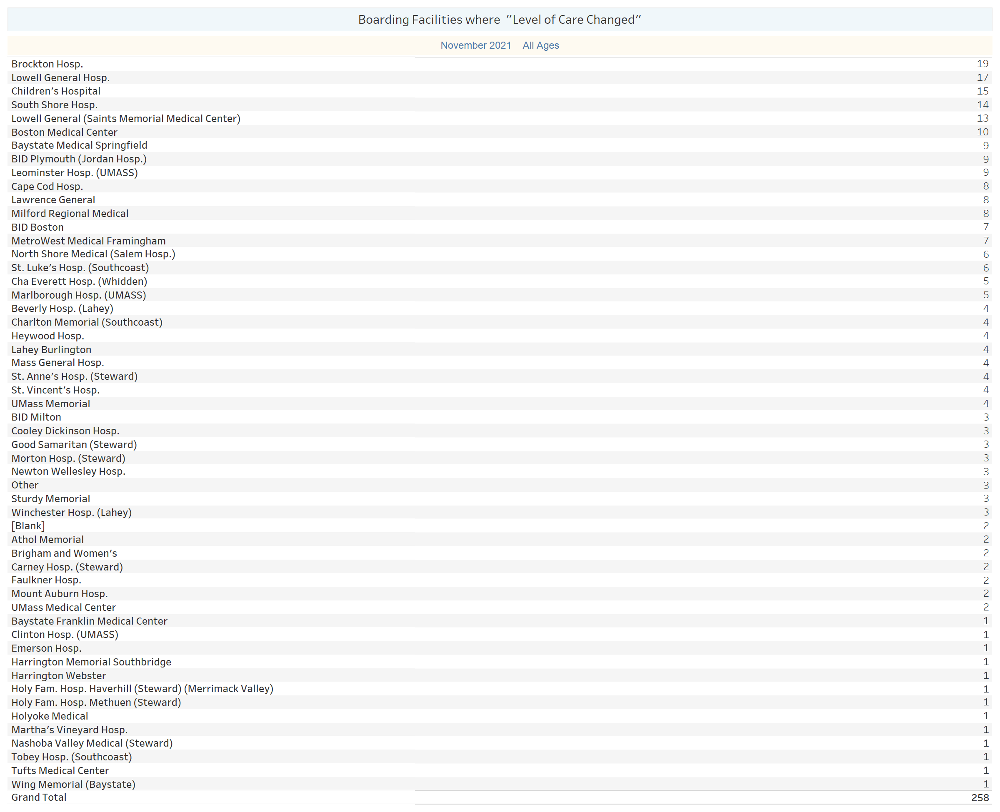 Boarding Facilities where "Level of Care Changed"
November 2021 All Ages
Brockton Hosp. 19
Lowell General Hosp. 17
Children's Hospital 15
South Shore Hosp. 14
Lowell General (Saints Memorial Medical Center) 13
Boston Medical Center 10
Baystate Medical Springfield 9
BID Plymouth (Jordan Hosp.) 9
Leominster Hosp. (UMASS) 9
Cape Cod Hosp. 8
Lawrence General 8
Milford Regional Medical 8
BID Boston 7
MetroWest Medical Framingham 7
North Shore Medical (Salem Hosp.) 6
St. Luke's Hosp. (Southcoast) 6
Cha Everett Hosp. (Whidden) 5
Marlborough Hosp. (UMASS) 5
Beverly Hosp. (Lahey) 4
Charlton Memorial (Southcoast) 4
Heywood Hosp. 4
Lahey Burlington 4
Mass General Hosp. 4
St. Anne's Hosp. (Steward) 4
St. Vincent's Hosp. 4
UMass Memorial 4
BID Milton 3
Cooley Dickinson Hosp. 3
Good Samaritan (Steward) 3
Morton Hosp. (Steward) 3
Newton Wellesley Hosp. 3
Other 3
Sturdy Memorial 3
Winchester Hosp. (Lahey) 3
[Blank] 2
Athol Memorial 2
Brigham and Women's 2
Carney Hosp. (Steward) 2
Faulkner Hosp. 2
Mount Auburn Hosp. 2
UMass Medical Center 2
Baystate Franklin Medical Center 1
Clinton Hosp. (UMASS) 1
Emerson Hosp. 1
Harrington Memorial Southbridge 1
Harrington Webster 1
Holy Fam. Hosp. Haverhill (Steward) (Merrimack Valley) 1
Holy Fam. Hosp. Methuen (Steward) 1
Holyoke Medical 1
Martha's Vineyard Hosp. 1
Nashoba Valley Medical (Steward) 1
Tobey Hosp. (Southcoast) 1
Tufts Medical Center 1
Wing Memorial (Baystate) 1
Grand Total 258